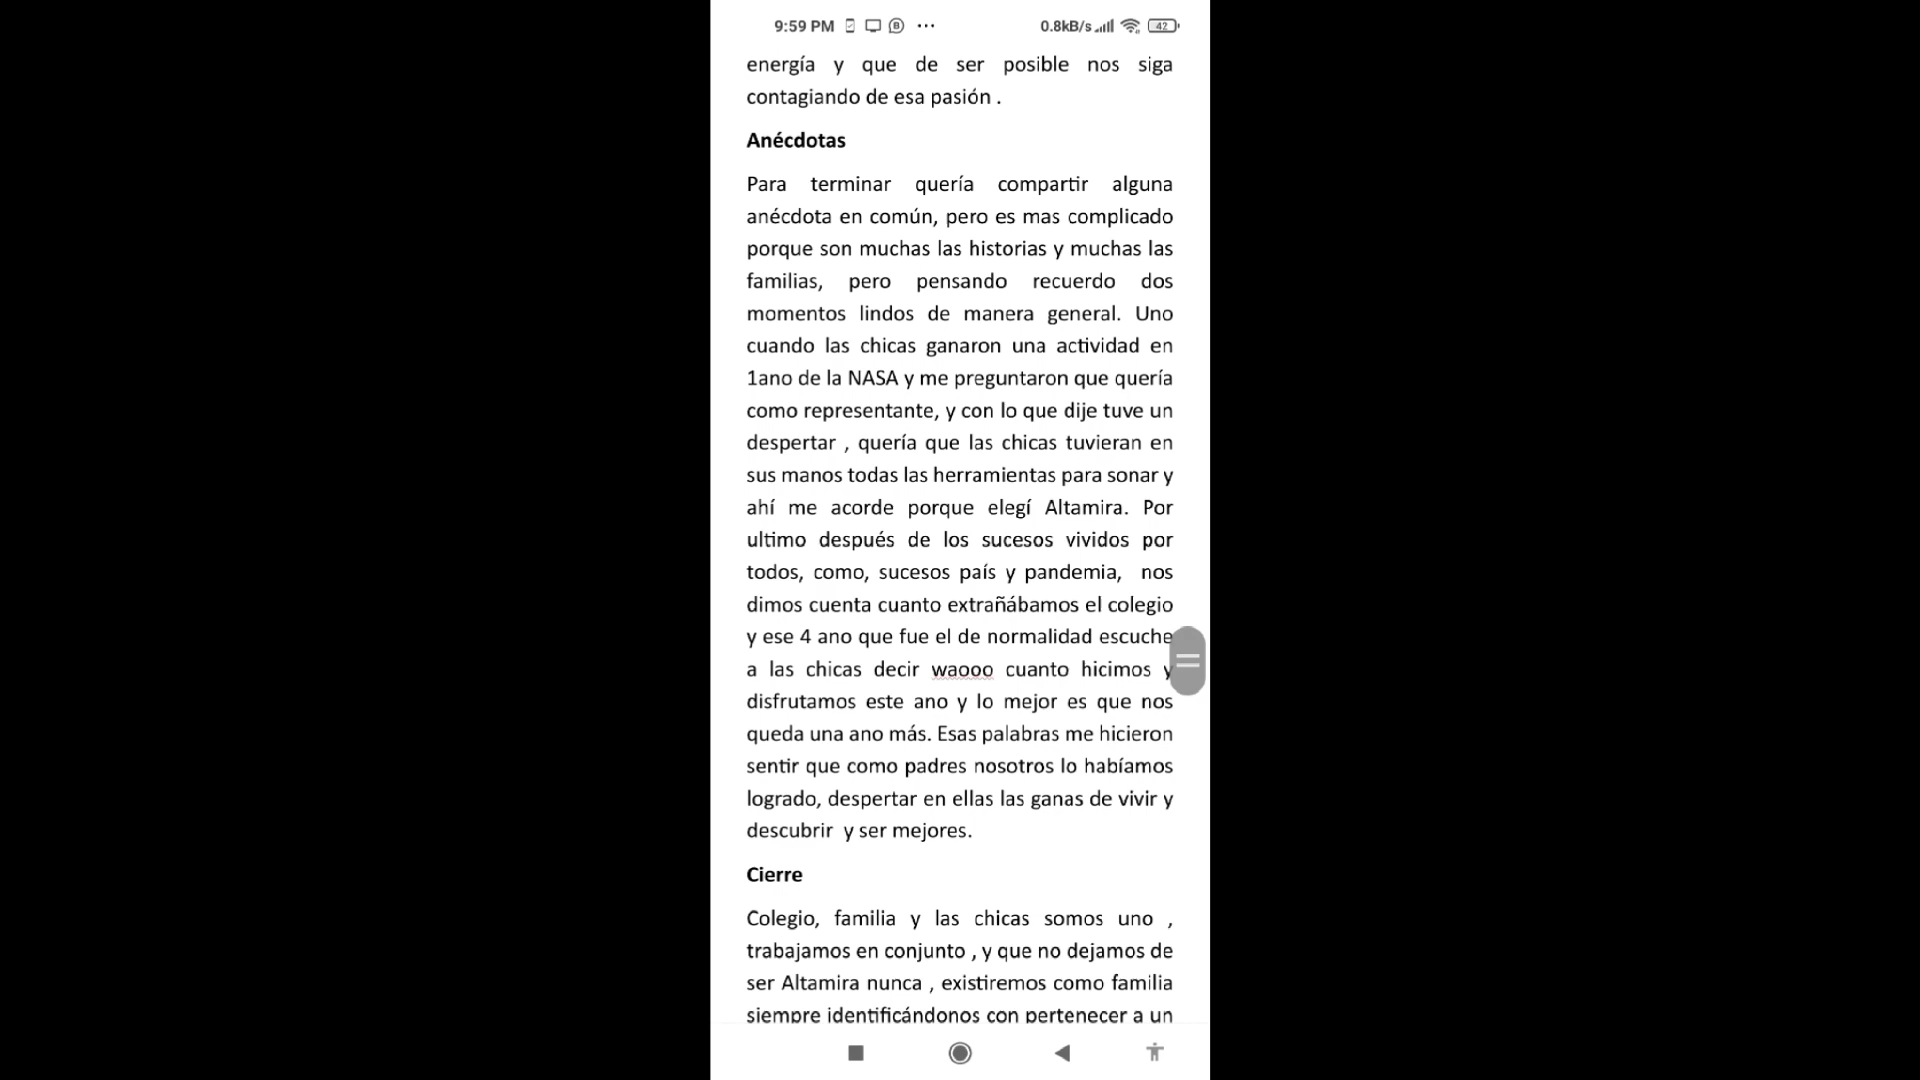 9:59 PM
0.8kB/s
42
energía y que de ser posible nos siga
contagiando de esa pasión .
Anécdotas
Para terminar quería compartir alguna
anécdota en común, pero es mas complicado
porque son muchas las historias y muchas las
familias, pero pensando recuerdo dos
momentos lindos de manera general. Uno
cuando las chicas ganaron una actividad en
1ano de la NASA y me preguntaron que quería
como representante, y con lo que dije tuve un
despertar , quería que las chicas tuvieran en
sus manos todas las herramientas para sonar y
ahí me acorde porque elegí Altamira. Por
ultimo después de los sucesos vividos por
todos, como, sucesos país y pandemia, nos
dimos cuenta cuanto extrañábamos el colegio
y ese 4 ano que fue el de normalidad escuche
a las chicas decir waooo cuanto hicimos y
disfrutamos este ano y lo mejor es que nos
queda una ano más. Esas palabras me hicieron
sentir que como padres nosotros lo habíamos
logrado, despertar en ellas las ganas de vivir y
descubrir y ser mejores.
Cierre
Colegio, familia y las chicas somos uno ,
trabajamos en conjunto , y que no dejamos de
ser Altamira nunca , existiremos como familia
siempre identificándonos con pertenecer a un